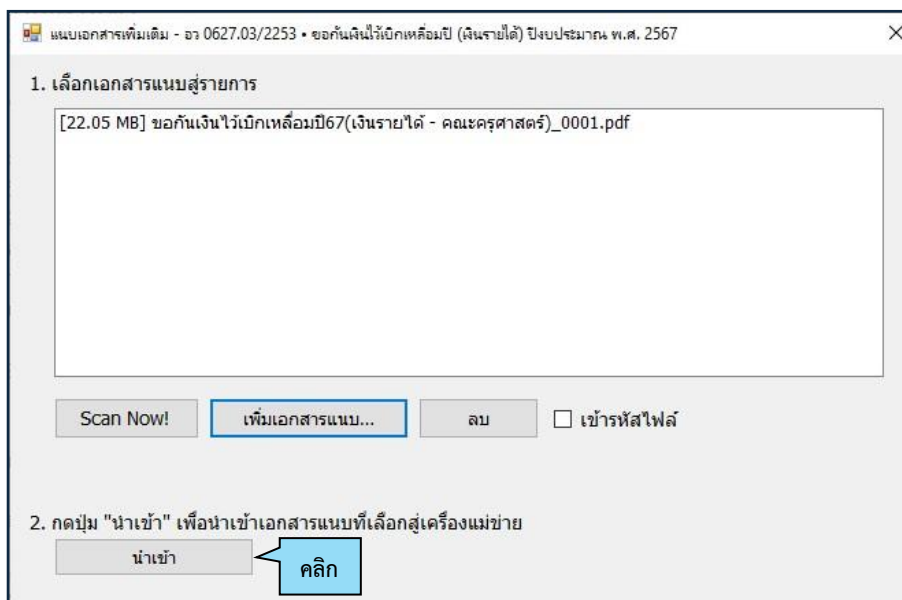 แนบเอกสารเพิ่มเติม - อว 0627.03/2253 • ขอกันเงินไว้เบิกเหลื่อมปี (เงินรายได้) ปีงบประมาณ พ.ศ. 2567
1. เลือกเอกสารแนบสู่รายการ
[22.05 MB] ขอกันเงินไว้เบิกเหลื่อมปี67(เงินรายได้ - คณะครุศาสตร์)_0001.pdf
Scan Now! เพิ่มเอกสารแนบ... ลบ เข้ารหัสไฟล์
2. กดปุ่ม "นำเข้า" เพื่อนำเข้าเอกสารแนบที่เลือกสู่เครื่องแม่ข่าย
นำเข้า
คลิก